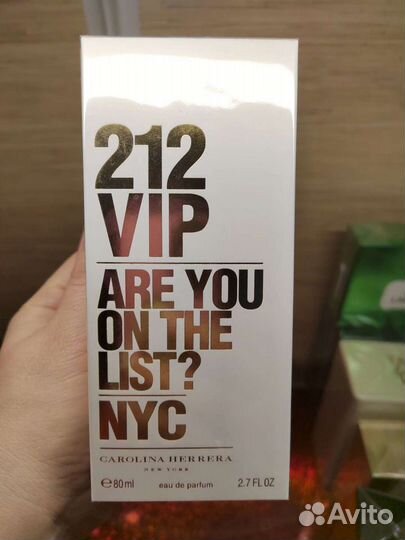 212
VIP
ARE YOU
ON THE
LIST?
NYC
CAROLINA HERRERA
NEW YORK
℮80ml eau de parfum 2.7 FL OZ
Avito